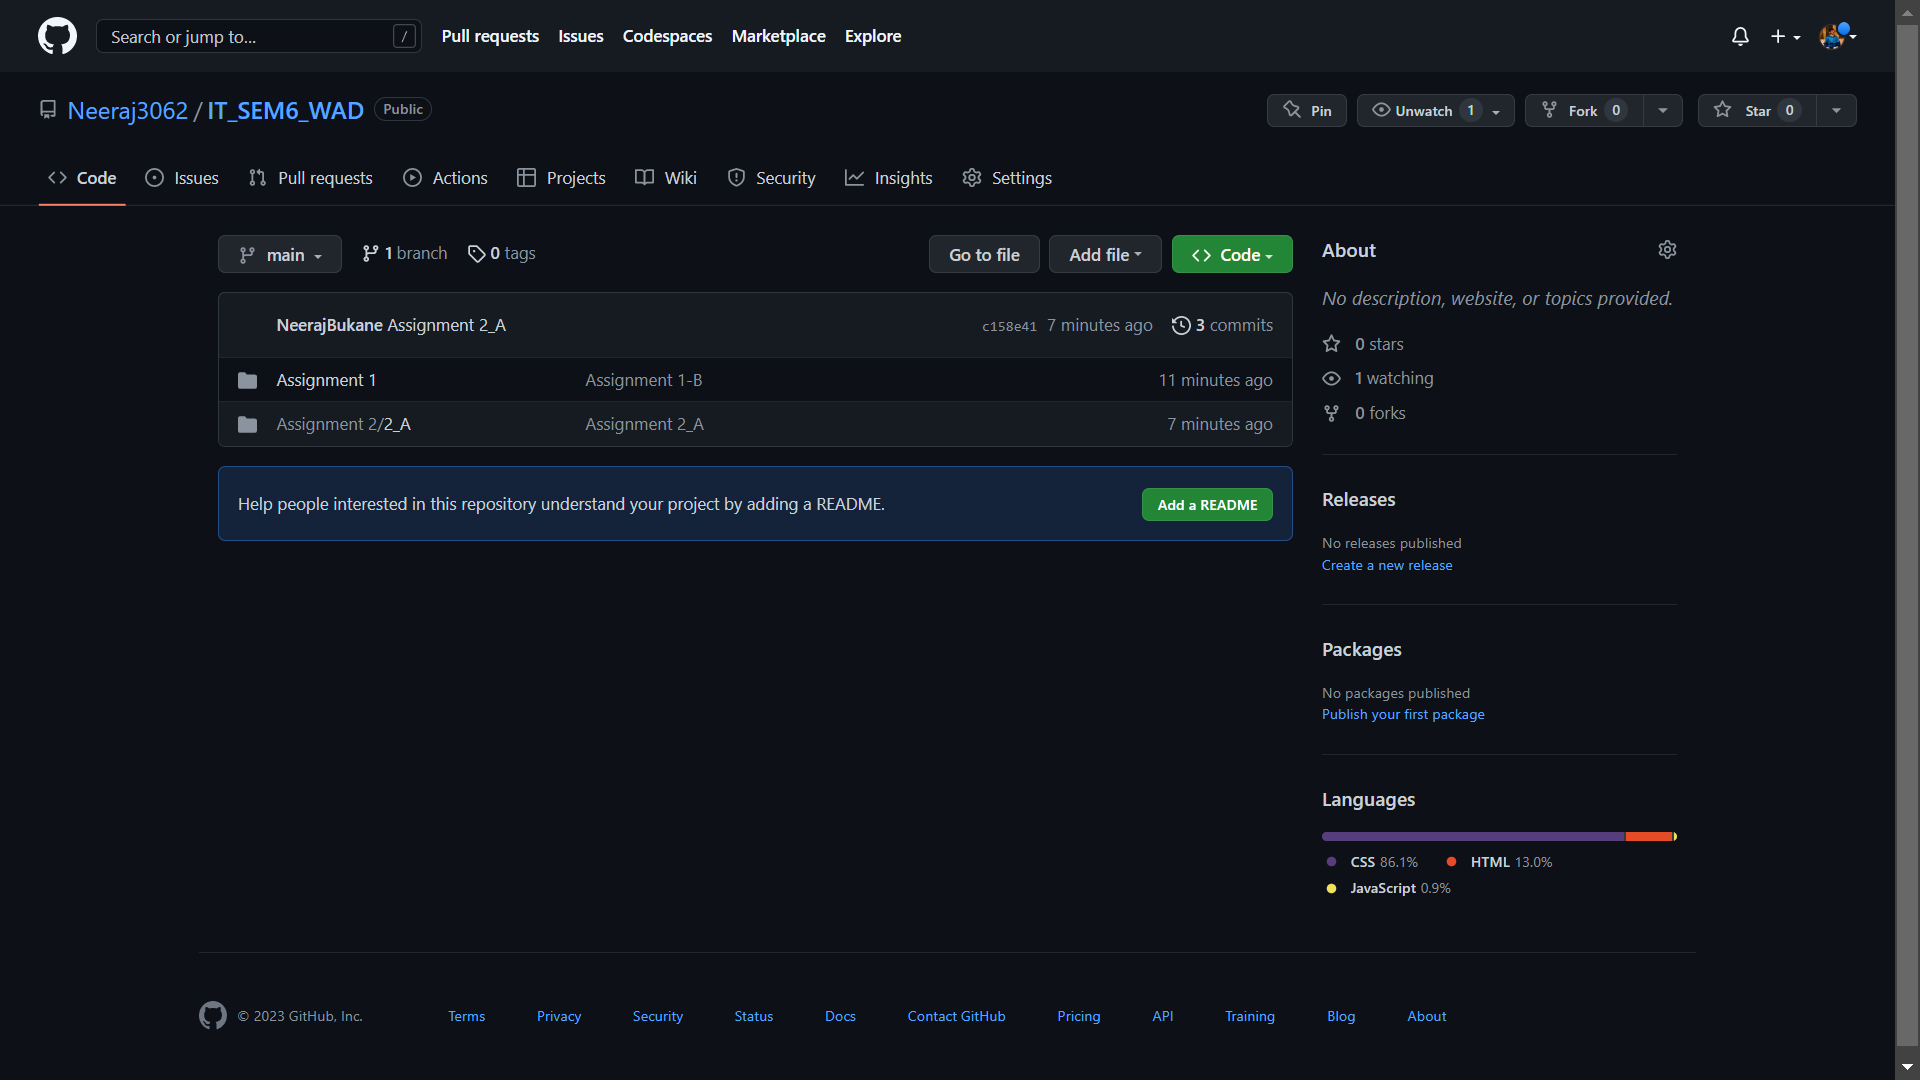 Search or jump to... / Pull requests Issues Codespaces Marketplace Explore
Neeraj3062 / IT_SEM6_WAD Public Pin Unwatch 1 Fork 0 Star 0
Code Issues Pull requests Actions Projects Wiki Security Insights Settings
main 1 branch 0 tags Go to file Add file Code
NeerajBukane Assignment 2_A c158e41 7 minutes ago 3 commits
Assignment 1 Assignment 1-B 11 minutes ago
Assignment 2/2_A Assignment 2_A 7 minutes ago
Help people interested in this repository understand your project by adding a README. Add a README
About
No description, website, or topics provided.
0 stars
1 watching
0 forks
Releases
No releases published
Create a new release
Packages
No packages published
Publish your first package
Languages
CSS 86.1% HTML 13.0%
JavaScript 0.9%
© 2023 GitHub, Inc. Terms Privacy Security Status Docs Contact GitHub Pricing API Training Blog About